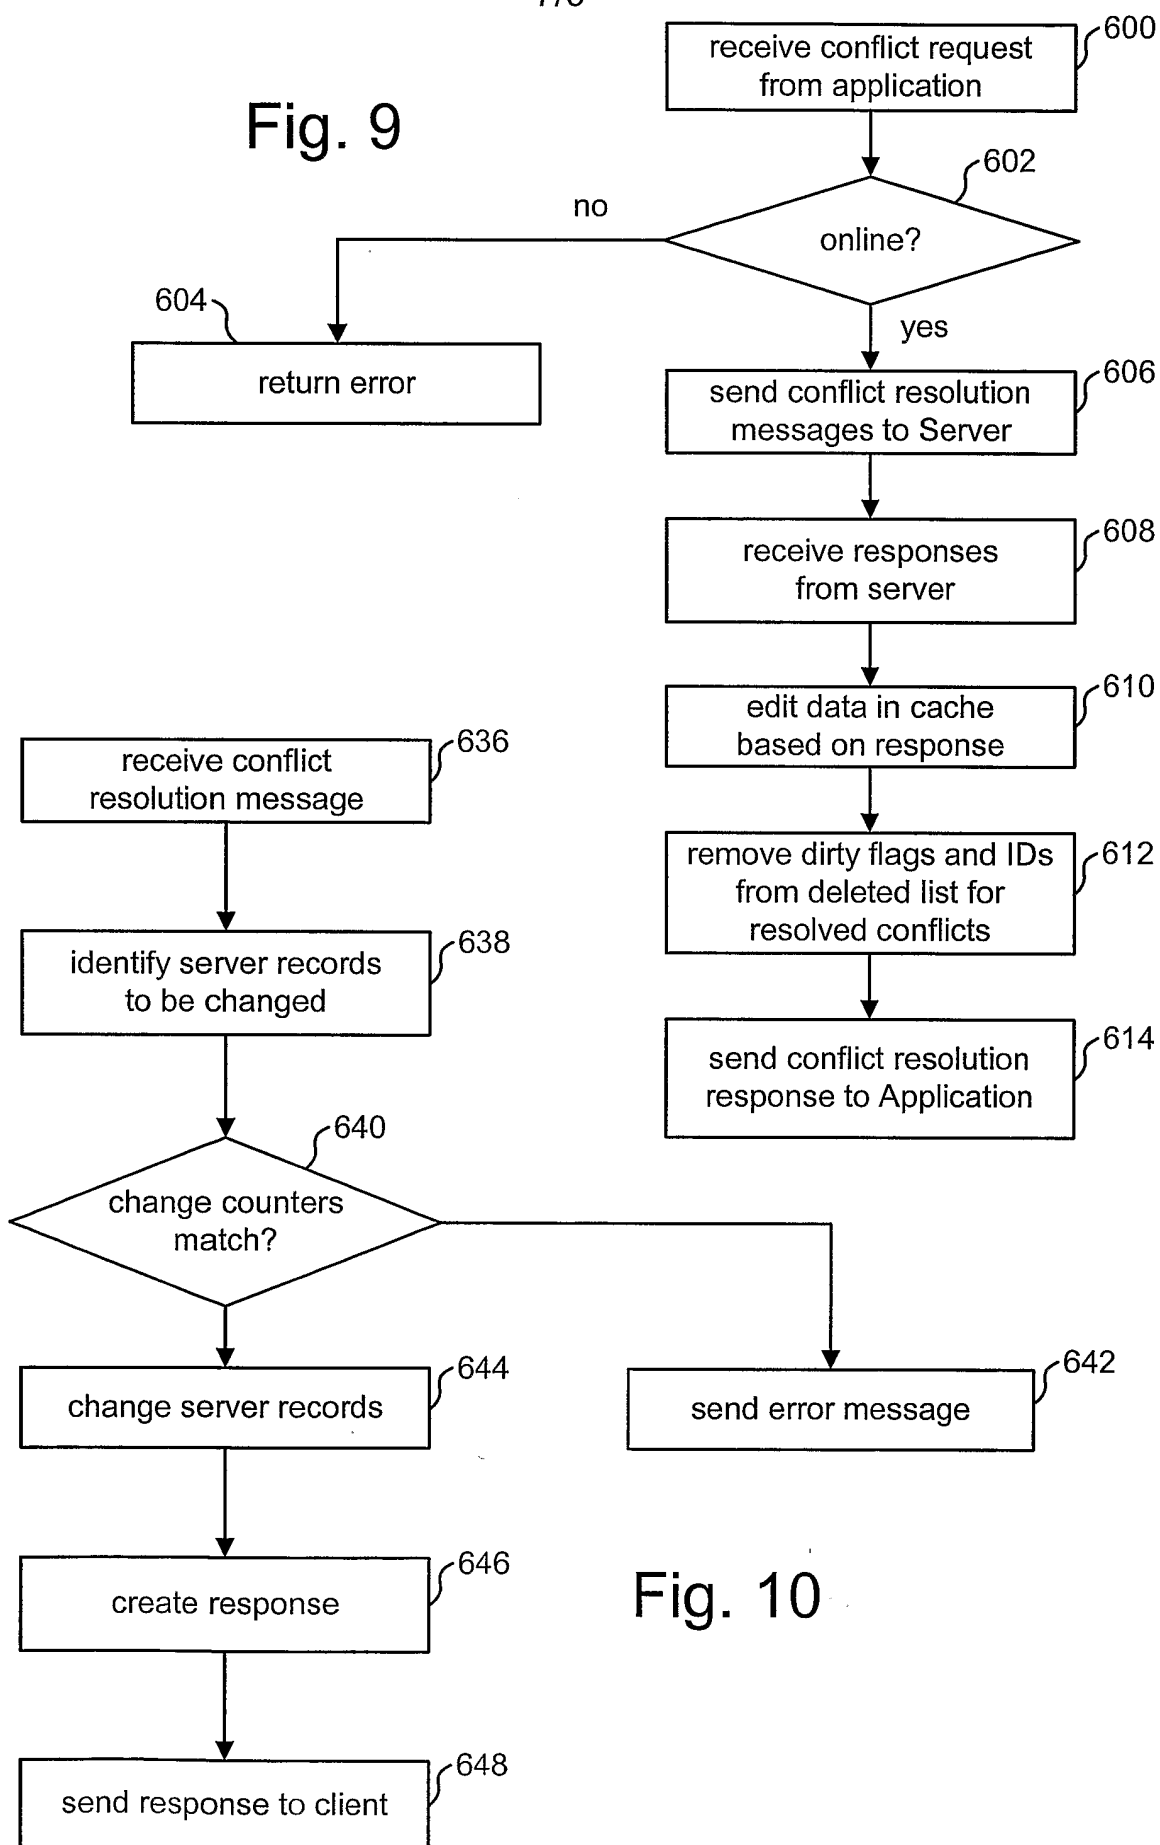 receive conflict request
from application
600
Fig. 9
602
online?
no
yes
604
return error
606
send conflict resolution
messages to Server
608
receive responses
from server
610
edit data in cache
based on response
612
remove dirty flags and IDs
from deleted list for
resolved conflicts
614
send conflict resolution
response to Application
636
receive conflict
resolution message
638
identify server records
to be changed
640
change counters
match?
644
change server records
642
send error message
646
create response
Fig. 10
648
send response to client